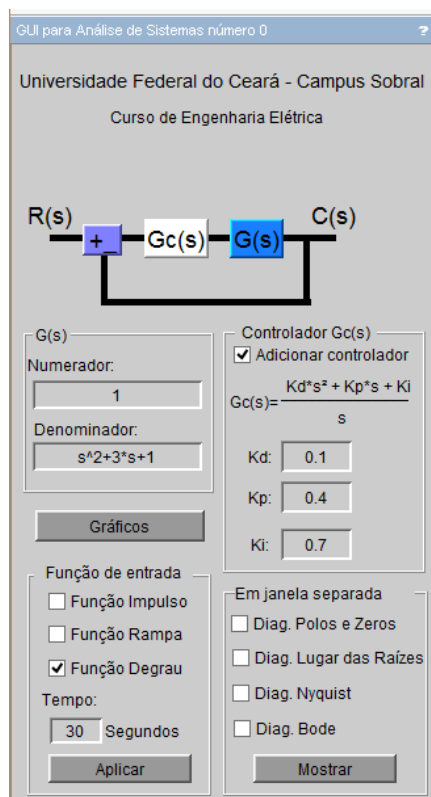 GUI para Análise de Sistemas número 0
?
Universidade Federal do Ceará - Campus Sobral
Curso de Engenharia Elétrica
R(s)
+_
Gc(s)
G(s)
C(s)
G(s)
Numerador:
1
Denominador:
s^2+3*s+1
Gráficos
Controlador Gc(s)
Adicionar controlador
Kd*s² + Kp*s + Ki
Gc(s)=
s
Kd: 0.1
Kp: 0.4
Ki: 0.7
Função de entrada
Função Impulso
Função Rampa
Função Degrau
Tempo:
30 Segundos
Aplicar
Em janela separada
Diag. Polos e Zeros
Diag. Lugar das Raízes
Diag. Nyquist
Diag. Bode
Mostrar